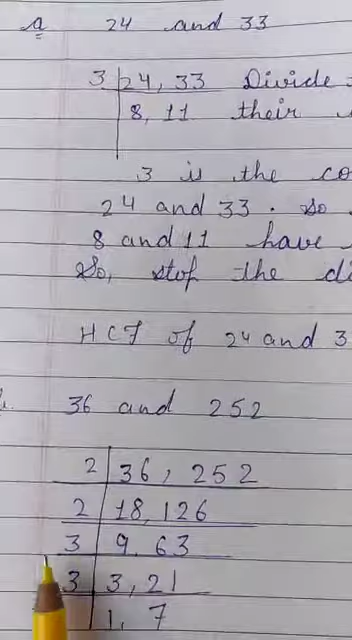 a 24 and 33
3 | 24, 33 Divide
8, 11 their
3 is the
24 and 33. So
8 and 11 have
So, stop the
HCF of 24 and 3
36 and 252
2 | 36, 252
2 | 18, 126
3 | 9, 63
3 | 3, 21
1, 7